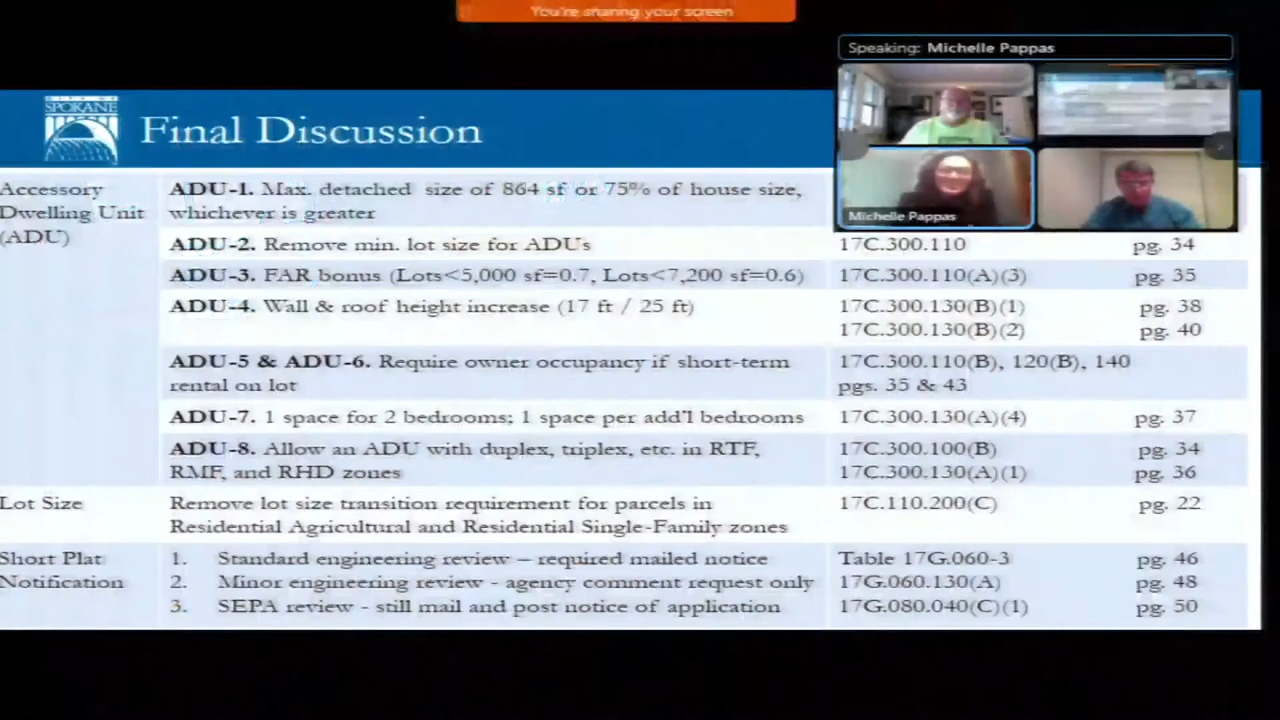 You're sharing your screen
Speaking: Michelle Pappas
Michelle Pappas
SPOKANE
Final Discussion
Accessory
Dwelling Unit
(ADU)
ADU-1. Max. detached size of 864 sf or 75% of house size,
whichever is greater
ADU-2. Remove min. lot size for ADUs 17C.300.110 pg. 34
ADU-3. FAR bonus (Lots<5,000 sf=0.7, Lots<7,200 sf=0.6) 17C.300.110(A)(3) pg. 35
ADU-4. Wall & roof height increase (17 ft / 25 ft) 17C.300.130(B)(1) pg. 38
17C.300.130(B)(2) pg. 40
ADU-5 & ADU-6. Require owner occupancy if short-term 17C.300.110(B), 120(B), 140
rental on lot pgs. 35 & 43
ADU-7. 1 space for 2 bedrooms; 1 space per add'l bedrooms 17C.300.130(A)(4) pg. 37
ADU-8. Allow an ADU with duplex, triplex, etc. in RTF, 17C.300.100(B) pg. 34
RMF, and RHD zones 17C.300.130(A)(1) pg. 36
Lot Size Remove lot size transition requirement for parcels in 17C.110.200(C) pg. 22
Residential Agricultural and Residential Single-Family zones
Short Plat 1. Standard engineering review – required mailed notice Table 17G.060-3 pg. 46
Notification 2. Minor engineering review - agency comment request only 17G.060.130(A) pg. 48
3. SEPA review - still mail and post notice of application 17G.080.040(C)(1) pg. 50